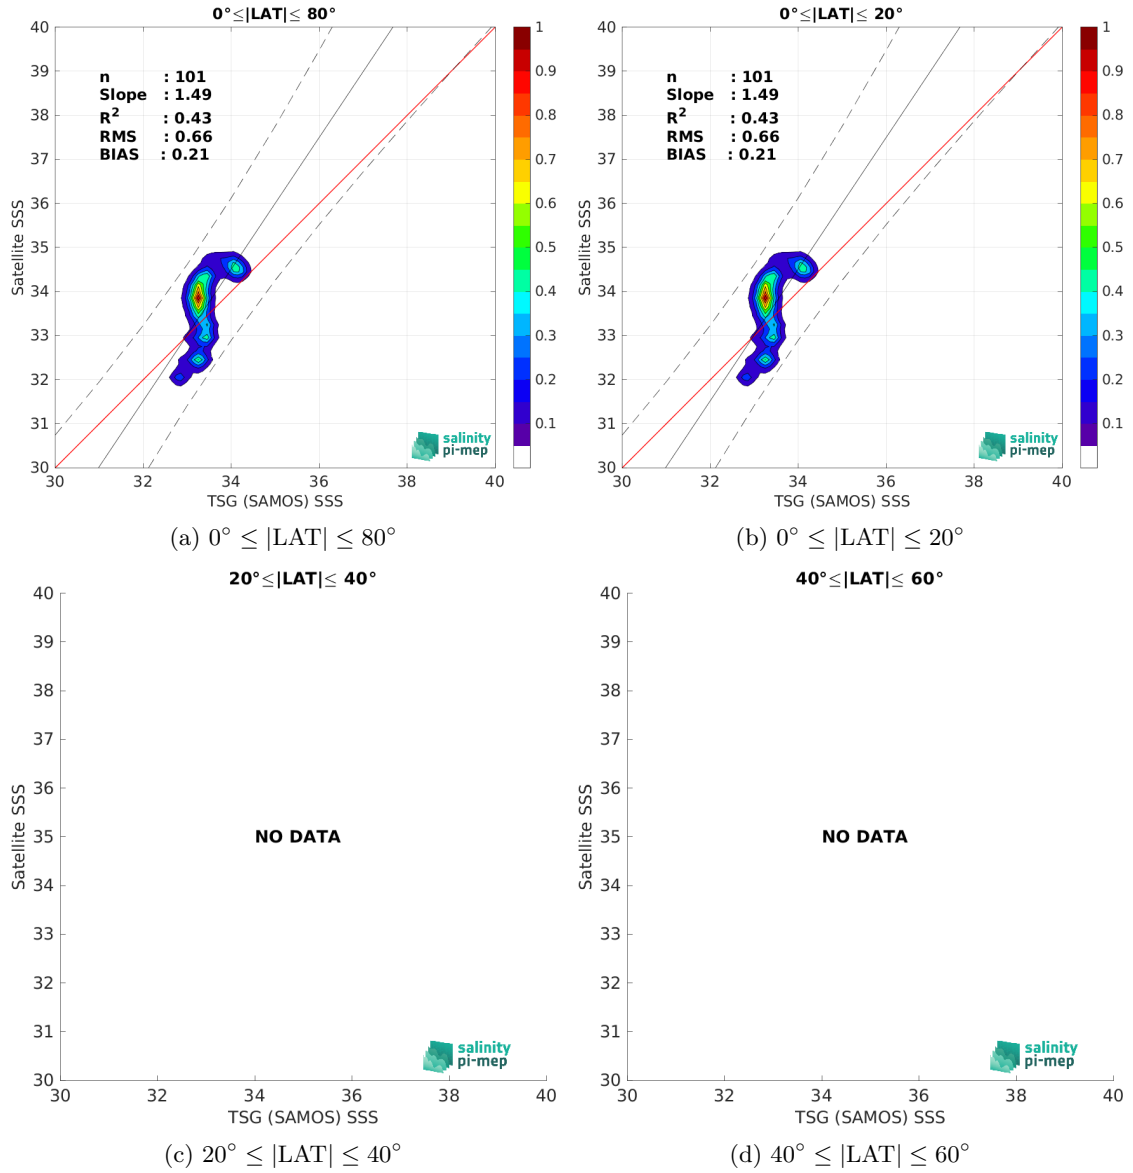 0°≤|LAT|≤ 80°
40
39
38
37
36
35
34
33
32
31
30
Satellite SSS
n : 101
Slope : 1.49
R² : 0.43
RMS : 0.66
BIAS : 0.21
salinity
pi-mep
30 32 34 36 38 40
TSG (SAMOS) SSS
1
0.9
0.8
0.7
0.6
0.5
0.4
0.3
0.2
0.1
(a) 0° ≤ |LAT| ≤ 80°
0°≤|LAT|≤ 20°
40
39
38
37
36
35
34
33
32
31
30
Satellite SSS
n : 101
Slope : 1.49
R² : 0.43
RMS : 0.66
BIAS : 0.21
salinity
pi-mep
30 32 34 36 38 40
TSG (SAMOS) SSS
1
0.9
0.8
0.7
0.6
0.5
0.4
0.3
0.2
0.1
(b) 0° ≤ |LAT| ≤ 20°
20°≤|LAT|≤ 40°
40
39
38
37
36
35
34
33
32
31
30
Satellite SSS
NO DATA
salinity
pi-mep
30 32 34 36 38 40
TSG (SAMOS) SSS
(c) 20° ≤ |LAT| ≤ 40°
40°≤|LAT|≤ 60°
40
39
38
37
36
35
34
33
32
31
30
Satellite SSS
NO DATA
salinity
pi-mep
30 32 34 36 38 40
TSG (SAMOS) SSS
(d) 40° ≤ |LAT| ≤ 60°